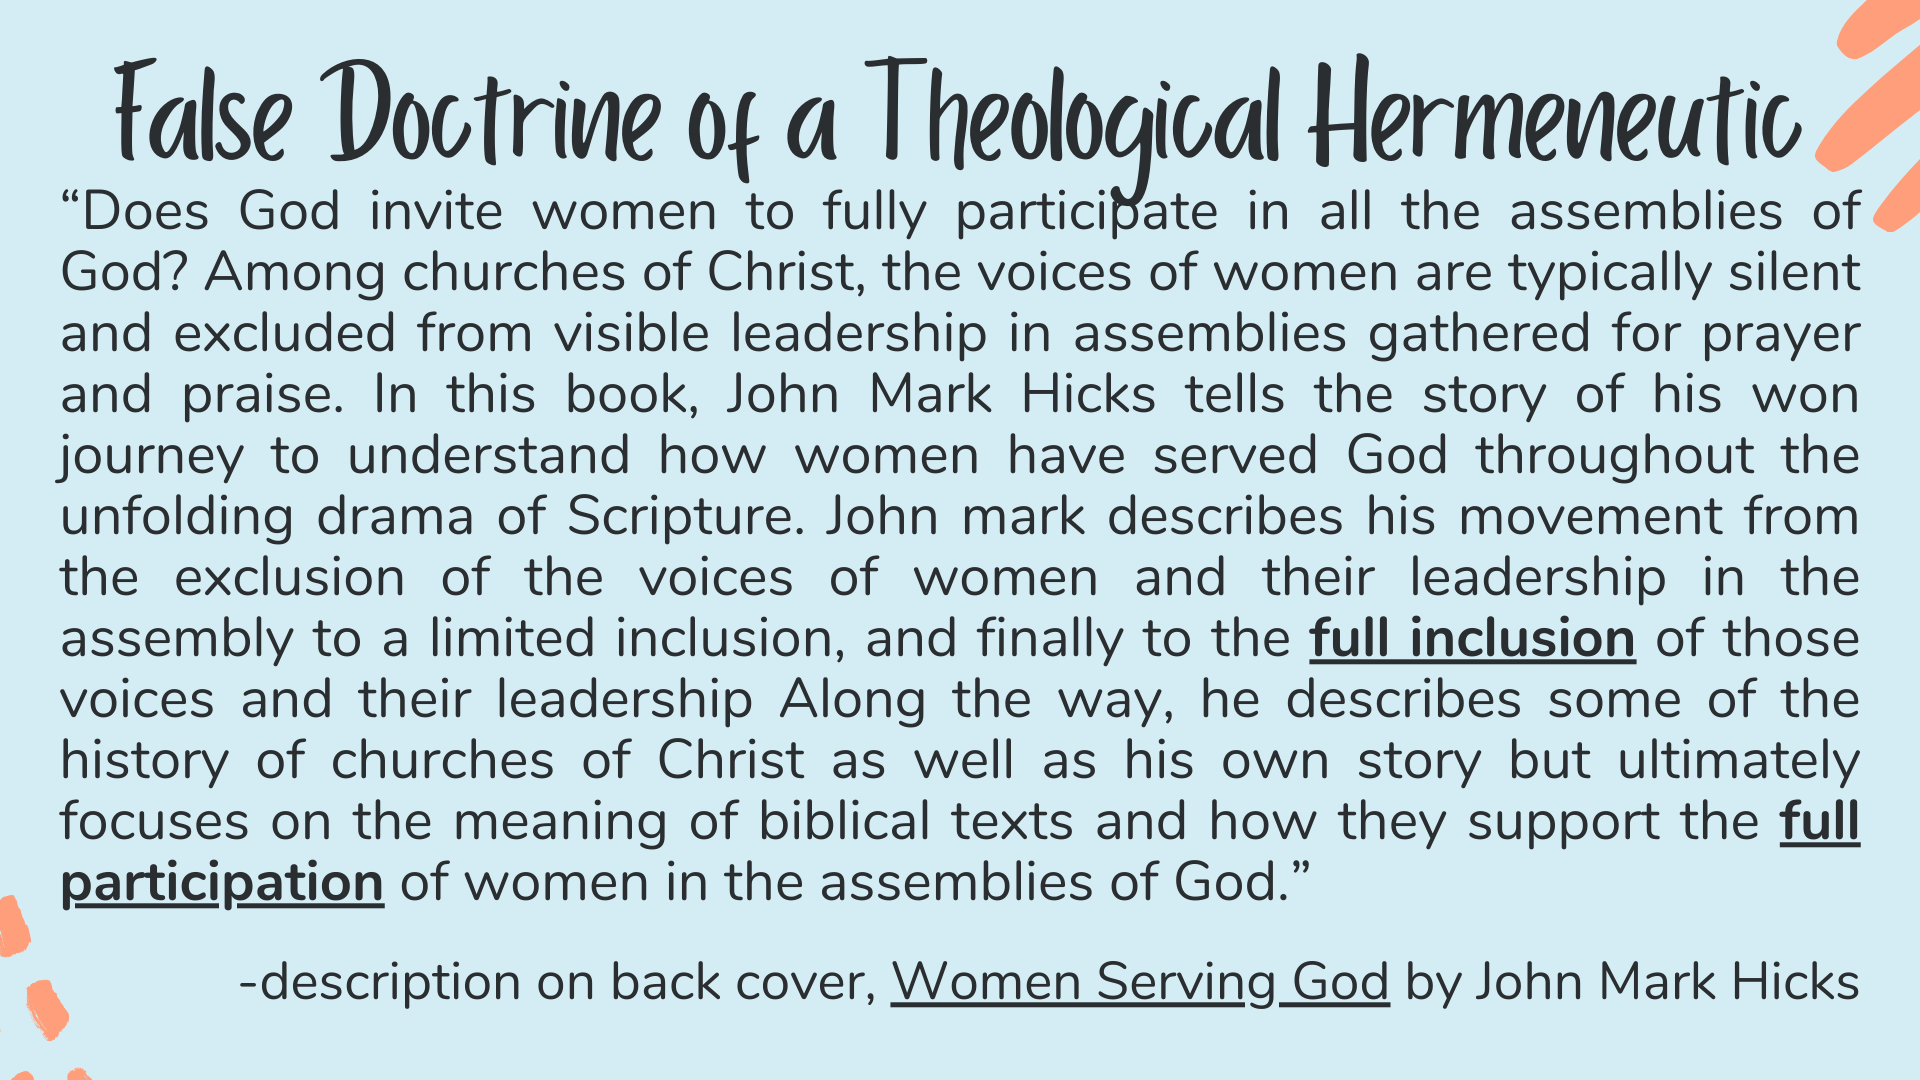 False Doctrine of a Theological Hermeneutic
“Does God invite women to fully participate in all the assemblies of
God? Among churches of Christ, the voices of women are typically silent
and excluded from visible leadership in assemblies gathered for prayer
and praise. In this book, John Mark Hicks tells the story of his won
journey to understand how women have served God throughout the
unfolding drama of Scripture. John mark describes his movement from
the exclusion of the voices of women and their leadership in the
assembly to a limited inclusion, and finally to the full inclusion of those
voices and their leadership Along the way, he describes some of the
history of churches of Christ as well as his own story but ultimately
focuses on the meaning of biblical texts and how they support the full
participation of women in the assemblies of God.”
-description on back cover, Women Serving God by John Mark Hicks